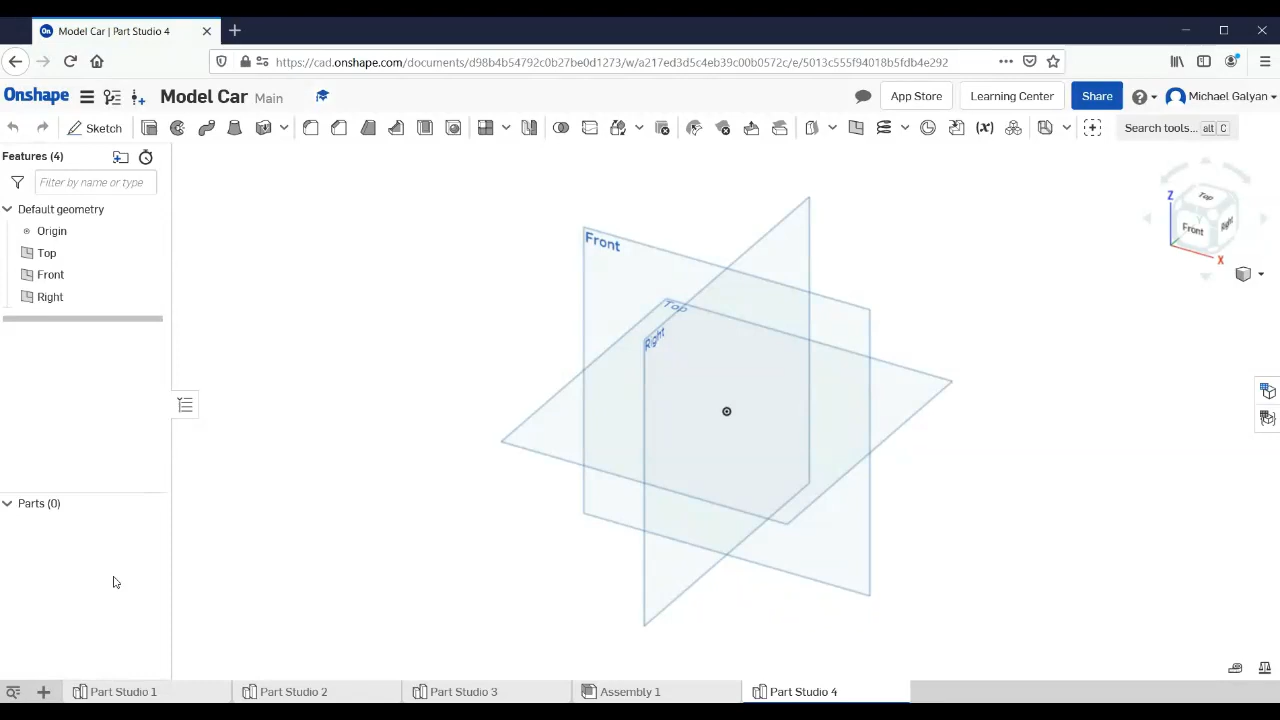 Model Car | Part Studio 4
https://cad.onshape.com/documents/d98b4b54792c0b27be0d1273/w/a217ed3d5c4eb39c00b0572c/e/5013c555f94018b5fdb4e292
Onshape
Model Car Main
App Store
Learning Center
Share
Michael Galyan
Sketch
(x)
Search tools... alt C
Features (4)
Filter by name or type
Default geometry
Origin
Top
Front
Right
Front
Top
Right
Z
Top
Front
Right
X
Parts (0)
Part Studio 1
Part Studio 2
Part Studio 3
Assembly 1
Part Studio 4